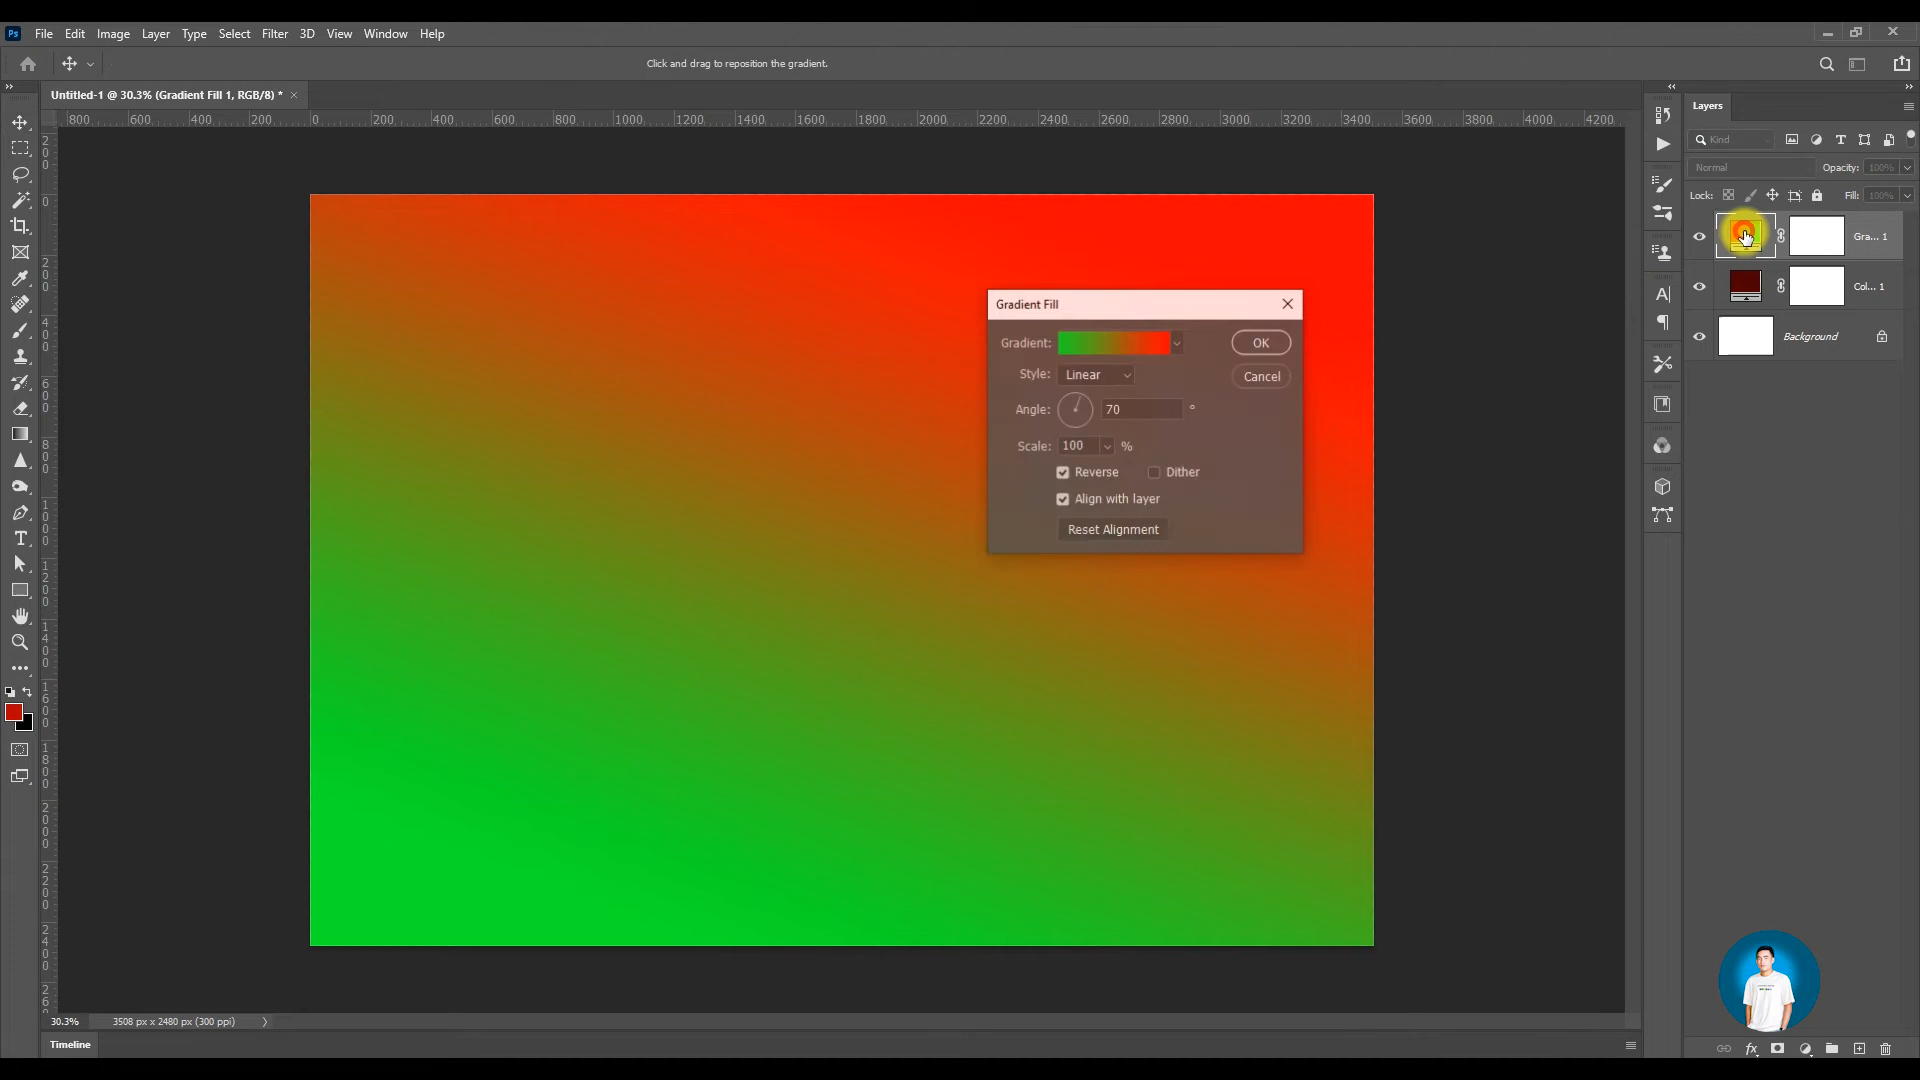 Ps File Edit Image Layer Type Select Filter 3D View Window Help
Click and drag to reposition the gradient.
Untitled-1 @ 30.3% (Gradient Fill 1, RGB/8) *
800 600 400 200 0 200 400 600 800 1000 1200 1400 1600 1800 2000 2200 2400 2600 2800 3000 3200 3400 3600 3800 4000 4200
Layers
Kind
Normal
Opacity: 100%
Lock:
Fill: 100%
Gra... 1
Col... 1
Background
Gradient Fill
Gradient:
OK
Style: Linear
Cancel
Angle: 70 °
Scale: 100 %
Reverse
Dither
Align with layer
Reset Alignment
0
200
400
600
800
1000
1200
1400
1600
1800
2000
2200
2400
30.3%
3508 px x 2480 px (300 ppi)
Timeline
fx